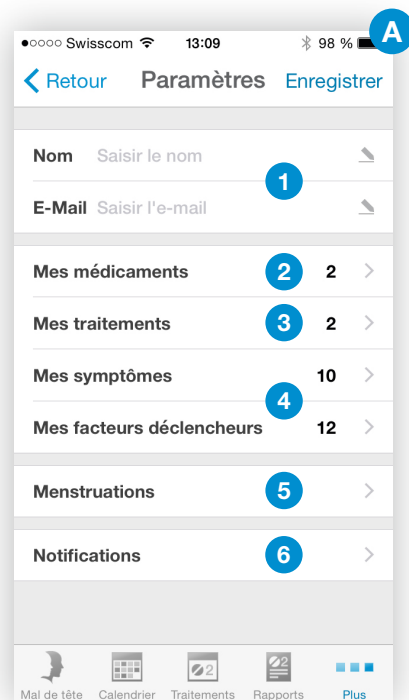 A
Swisscom 13:09 98 %
Retour Paramètres Enregistrer
Nom Saisir le nom
1
E-Mail Saisir l'e-mail
Mes médicaments 2 2
Mes traitements 3 2
Mes symptômes 10
4
Mes facteurs déclencheurs 12
Menstruations 5
Notifications 6
Mal de tête Calendrier Traitements Rapports Plus